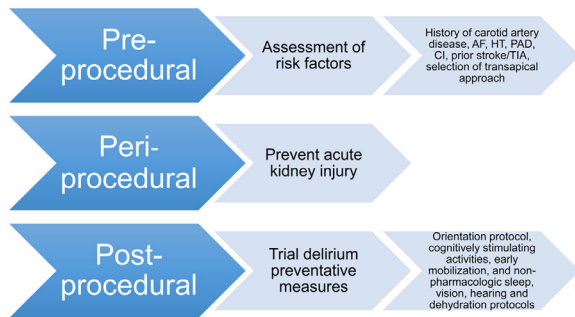 Pre-
procedural
Assessment of
risk factors
History of carotid artery
disease, AF, HT, PAD,
CI, prior stroke/TIA,
selection of transapical
approach
Peri-
procedural
Prevent acute
kidney injury
Post-
procedural
Trial delirium
preventative
measures
Orientation protocol,
cognitively stimulating
activities, early
mobilization, and non-
pharmacologic sleep,
vision, hearing and
dehydration protocols